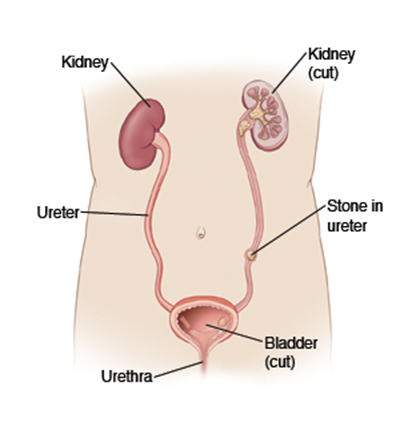 Kidney
Kidney
(cut)
Ureter
Stone in
ureter
Bladder
(cut)
Urethra